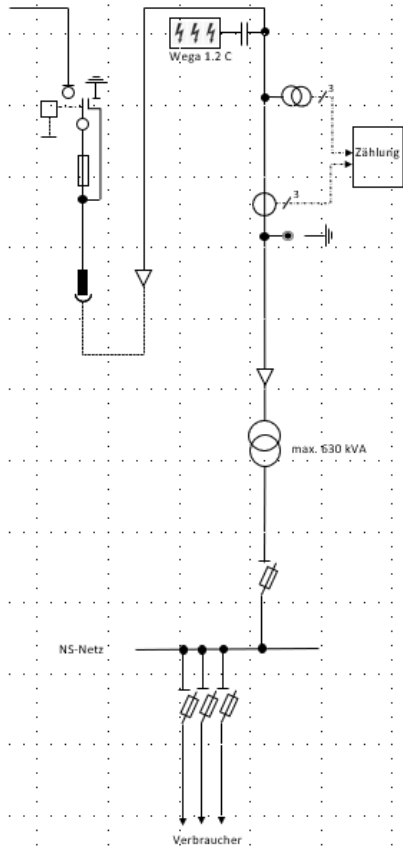 Wega 1.2 C
3
Zählung
3
max. 630 kVA
NS-Netz
Verbraucher